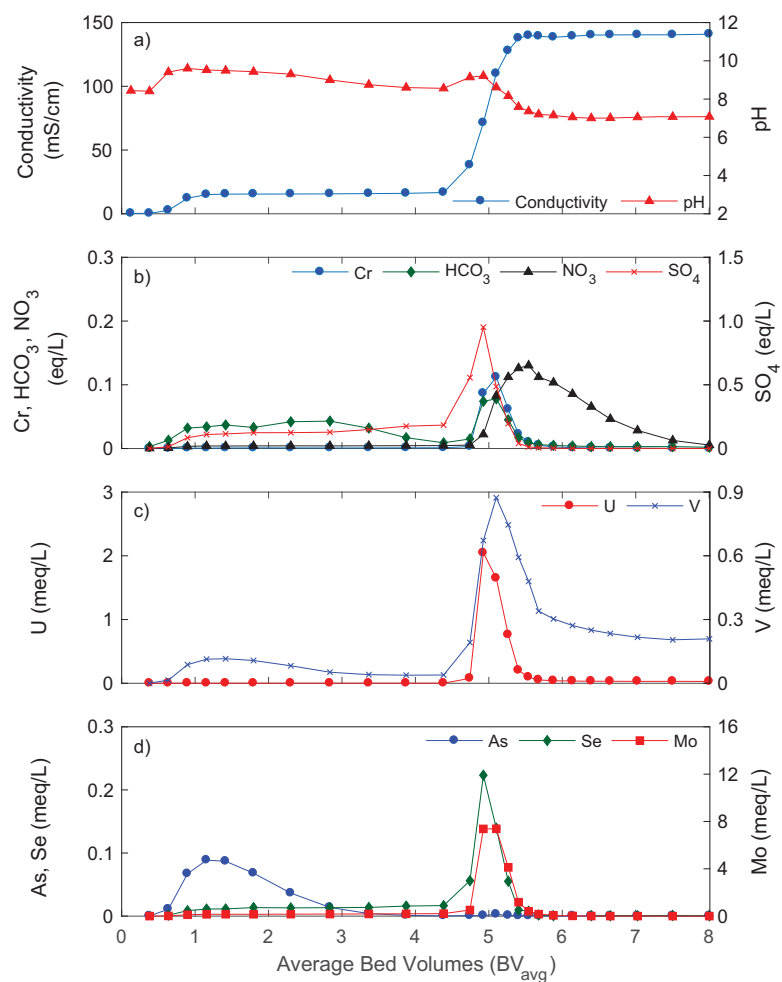 a)
150
100
50
0
Conductivity
(mS/cm)
12
10
8
6
4
2
pH
Conductivity pH
b)
Cr HCO3 NO3 SO4
0.3
0.2
0.1
0
Cr, HCO3, NO3
(eq/L)
1.5
1.0
0.5
0
SO4 (eq/L)
c)
U V
3
2
1
0
U (meq/L)
0.9
0.6
0.3
0
V (meq/L)
d)
As Se Mo
0.3
0.2
0.1
0
As, Se (meq/L)
16
12
8
4
0
Mo (meq/L)
0 1 2 3 4 5 6 7 8
Average Bed Volumes (BVavg)